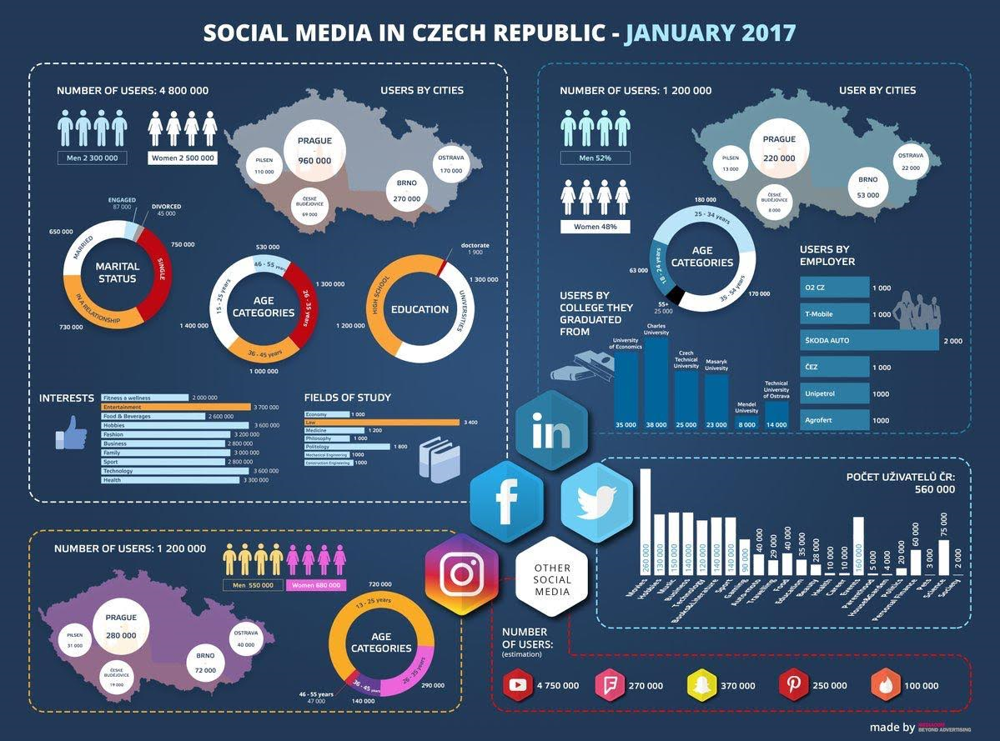 SOCIAL MEDIA IN CZECH REPUBLIC - JANUARY 2017
NUMBER OF USERS: 4 800 000
USERS BY CITIES
Men 2 300 000
Women 2 500 000
PRAGUE
960 000
PILSEN
110 000
OSTRAVA
170 000
BRNO
270 000
ČESKÉ
BUDĚJOVICE
69 000
MARITAL
STATUS
ENGAGED
87 000
DIVORCED
45 000
650 000
MARRIED
750 000
SINGLE
IN A RELATIONSHIP
730 000
AGE
CATEGORIES
530 000
46 - 55 years
1 300 000
26 - 35 years
15 - 25 years
1 400 000
36 - 45 years
1 000 000
EDUCATION
doctorate
1 900
1 300 000
UNIVERSITIES
HIGH SCHOOL
1 200 000
INTERESTS
Fitness a wellness 2 000 000
Entertainment 3 700 000
Food & Beverages 2 600 000
Hobbies 3 600 000
Fashion 3 200 000
Business 2 800 000
Family 3 000 000
Sport 2 800 000
Technology 3 600 000
Health 3 300 000
FIELDS OF STUDY
Economy 1 000
Law 3 400
Medicine 1 200
Philosophy 1 000
Politology 1 800
Mechanical Engineering 1000
Construction Engineering 1000
NUMBER OF USERS: 1 200 000
USER BY CITIES
Men 52%
Women 48%
PRAGUE
220 000
PILSEN
13 000
OSTRAVA
22 000
BRNO
53 000
ČESKÉ
BUDĚJOVICE
8 000
AGE
CATEGORIES
180 000
25 - 34 years
63 000
18 - 24 years
35 - 54 years
170 000
55+
25 000
USERS BY
EMPLOYER
O2 CZ 1 000
T-Mobile 1 000
ŠKODA AUTO 2 000
ČEZ 1 000
Unipetrol 1000
Agrofert 1000
USERS BY
COLLEGE THEY
GRADUATED
FROM
University
of Economics
35 000
Charles
University
38 000
Czech
Technical
University
25 000
Masaryk
Univesity
23 000
Mendel
Univesity
8 000
Technical
University
of Ostrava
14 000
in
f
POČET UŽIVATELŮ ČR:
560 000
260 000
130 000
150 000
140 000
120 000
140 000
140 000
90 000
40 000
29 000
40 000
35 000
28 000
10 000
10 000
160 000
5 000
4 000
20 000
60 000
3 000
75 000
2 000
Movies
Hobbies
Music
Business
Technology
Books&Literature
Sport
Gaming
Auto-moto
Travelling
Food
Education
Beauty
Health
Career
Events
Parenthood
House&Garden
Politics
Personal Finance
Pets
Science
Society
NUMBER OF USERS: 1 200 000
Men 550 000
Women 680 000
PRAGUE
280 000
PILSEN
31 000
OSTRAVA
40 000
BRNO
72 000
ČESKÉ
BUDĚJOVICE
19 000
AGE
CATEGORIES
720 000
13 - 25 years
26 - 35 years
290 000
36 - 45 years
140 000
46 - 55 years
47 000
OTHER
SOCIAL
MEDIA
NUMBER
OF USERS:
(estimation)
4 750 000
270 000
370 000
250 000
100 000
made by MEDIACOM
BEYOND ADVERTISING